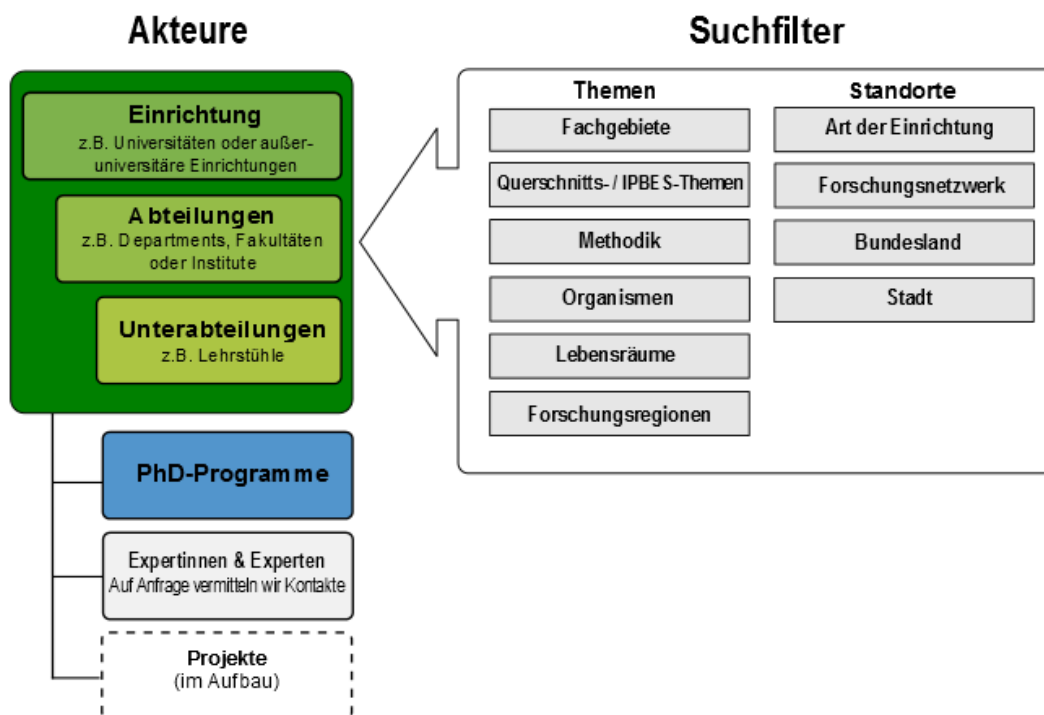 Akteure
Einrichtung
z.B. Universitäten oder außer-
universitäre Einrichtungen
Abteilungen
z.B. Departments, Fakultäten
oder Institute
Unterabteilungen
z.B. Lehrstühle
PhD-Programme
Expertinnen & Experten
Auf Anfrage vermitteln wir Kontakte
Projekte
(im Aufbau)
Suchfilter
Themen
Fachgebiete
Querschnitts- / IPBES-Themen
Methodik
Organismen
Lebensräume
Forschungsregionen
Standorte
Art der Einrichtung
Forschungsnetzwerk
Bundesland
Stadt